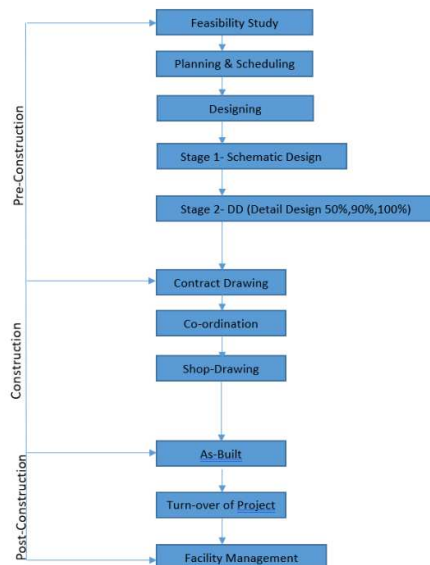 Feasibility Study
Planning & Scheduling
Designing
Stage 1- Schematic Design
Stage 2- DD (Detail Design 50%,90%,100%)
Pre-Construction
Contract Drawing
Co-ordination
Shop-Drawing
Construction
As-Built
Turn-over of Project
Facility Management
Post-Construction